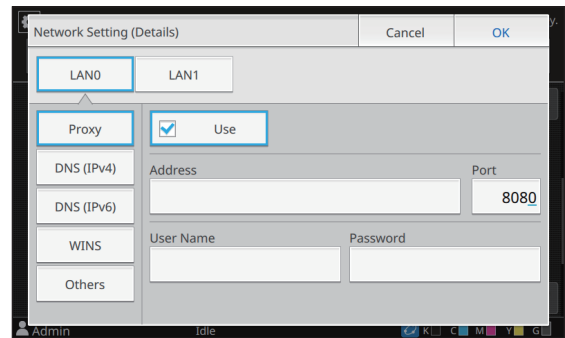 Network Setting (Details) Cancel OK
y.
LAN0 LAN1
Proxy Use
DNS (IPv4) Address Port
8080
DNS (IPv6)
WINS User Name Password
Others
Admin Idle K C M Y G